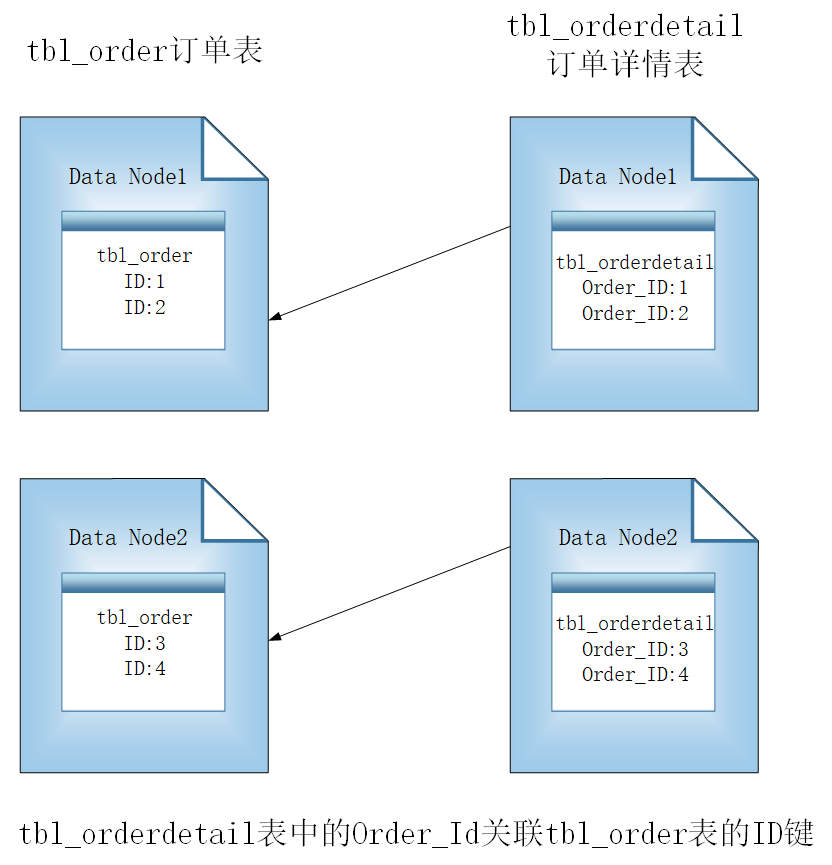 tbl_order订单表
tbl_orderdetail
订单详情表
Data Node1
tbl_order
ID:1
ID:2
Data Node1
tbl_orderdetail
Order_ID:1
Order_ID:2
Data Node2
tbl_order
ID:3
ID:4
Data Node2
tbl_orderdetail
Order_ID:3
Order_ID:4
tbl_orderdetail表中的Order_Id关联tbl_order表的ID键